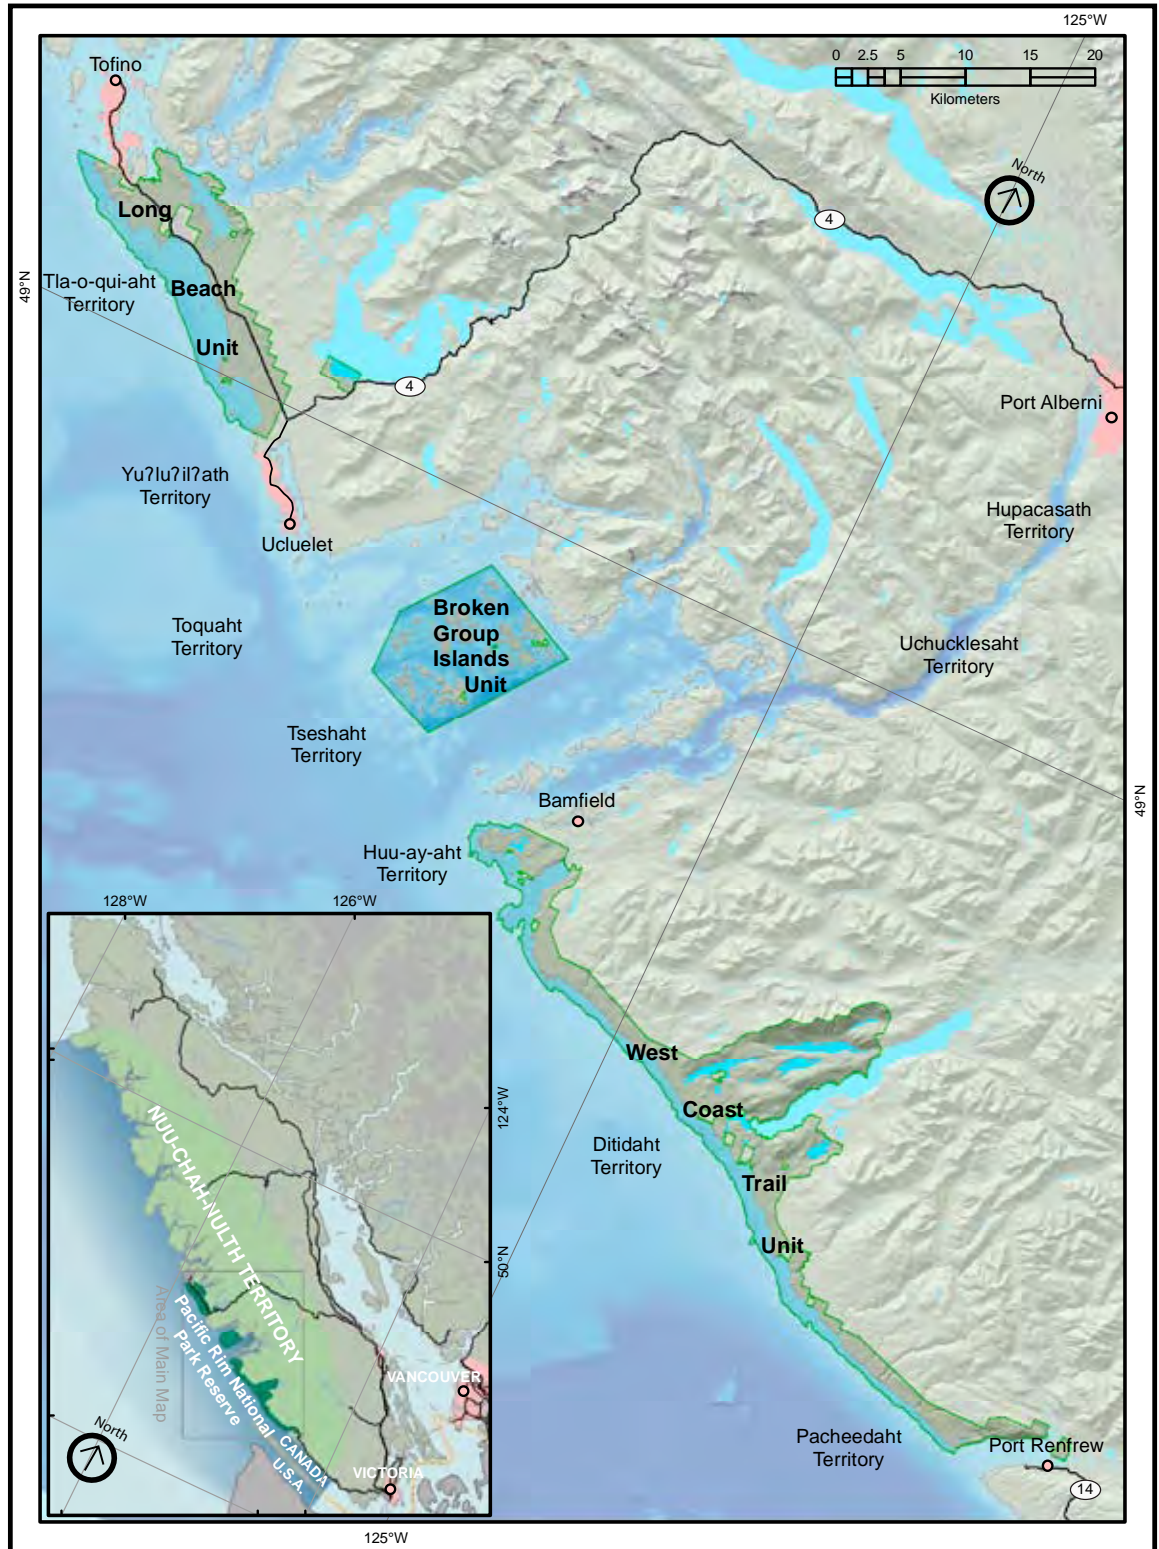 125°W
Tofino
0 2.5 5 10 15 20
Kilometers
North
Long
4
Tla-o-qui-aht
Territory
49°N
Beach
Unit
4
Port Alberni
Yuʔłuʔiłʔath
Territory
Hupacasath
Territory
Ucluelet
Broken
Group
Islands
Unit
Toquaht
Territory
Uchucklesaht
Territory
Tseshaht
Territory
49°N
Bamfield
Huu-ay-aht
Territory
128°W
126°W
West
Coast
124°W
Ditidaht
Territory
Trail
Unit
50°N
NUU-CHAH-NULTH TERRITORY
Area of Main Map
Pacific Rim National
Park Reserve
VANCOUVER
North
CANADA
U.S.A.
VICTORIA
Pacheedaht
Territory
Port Renfrew
14
125°W